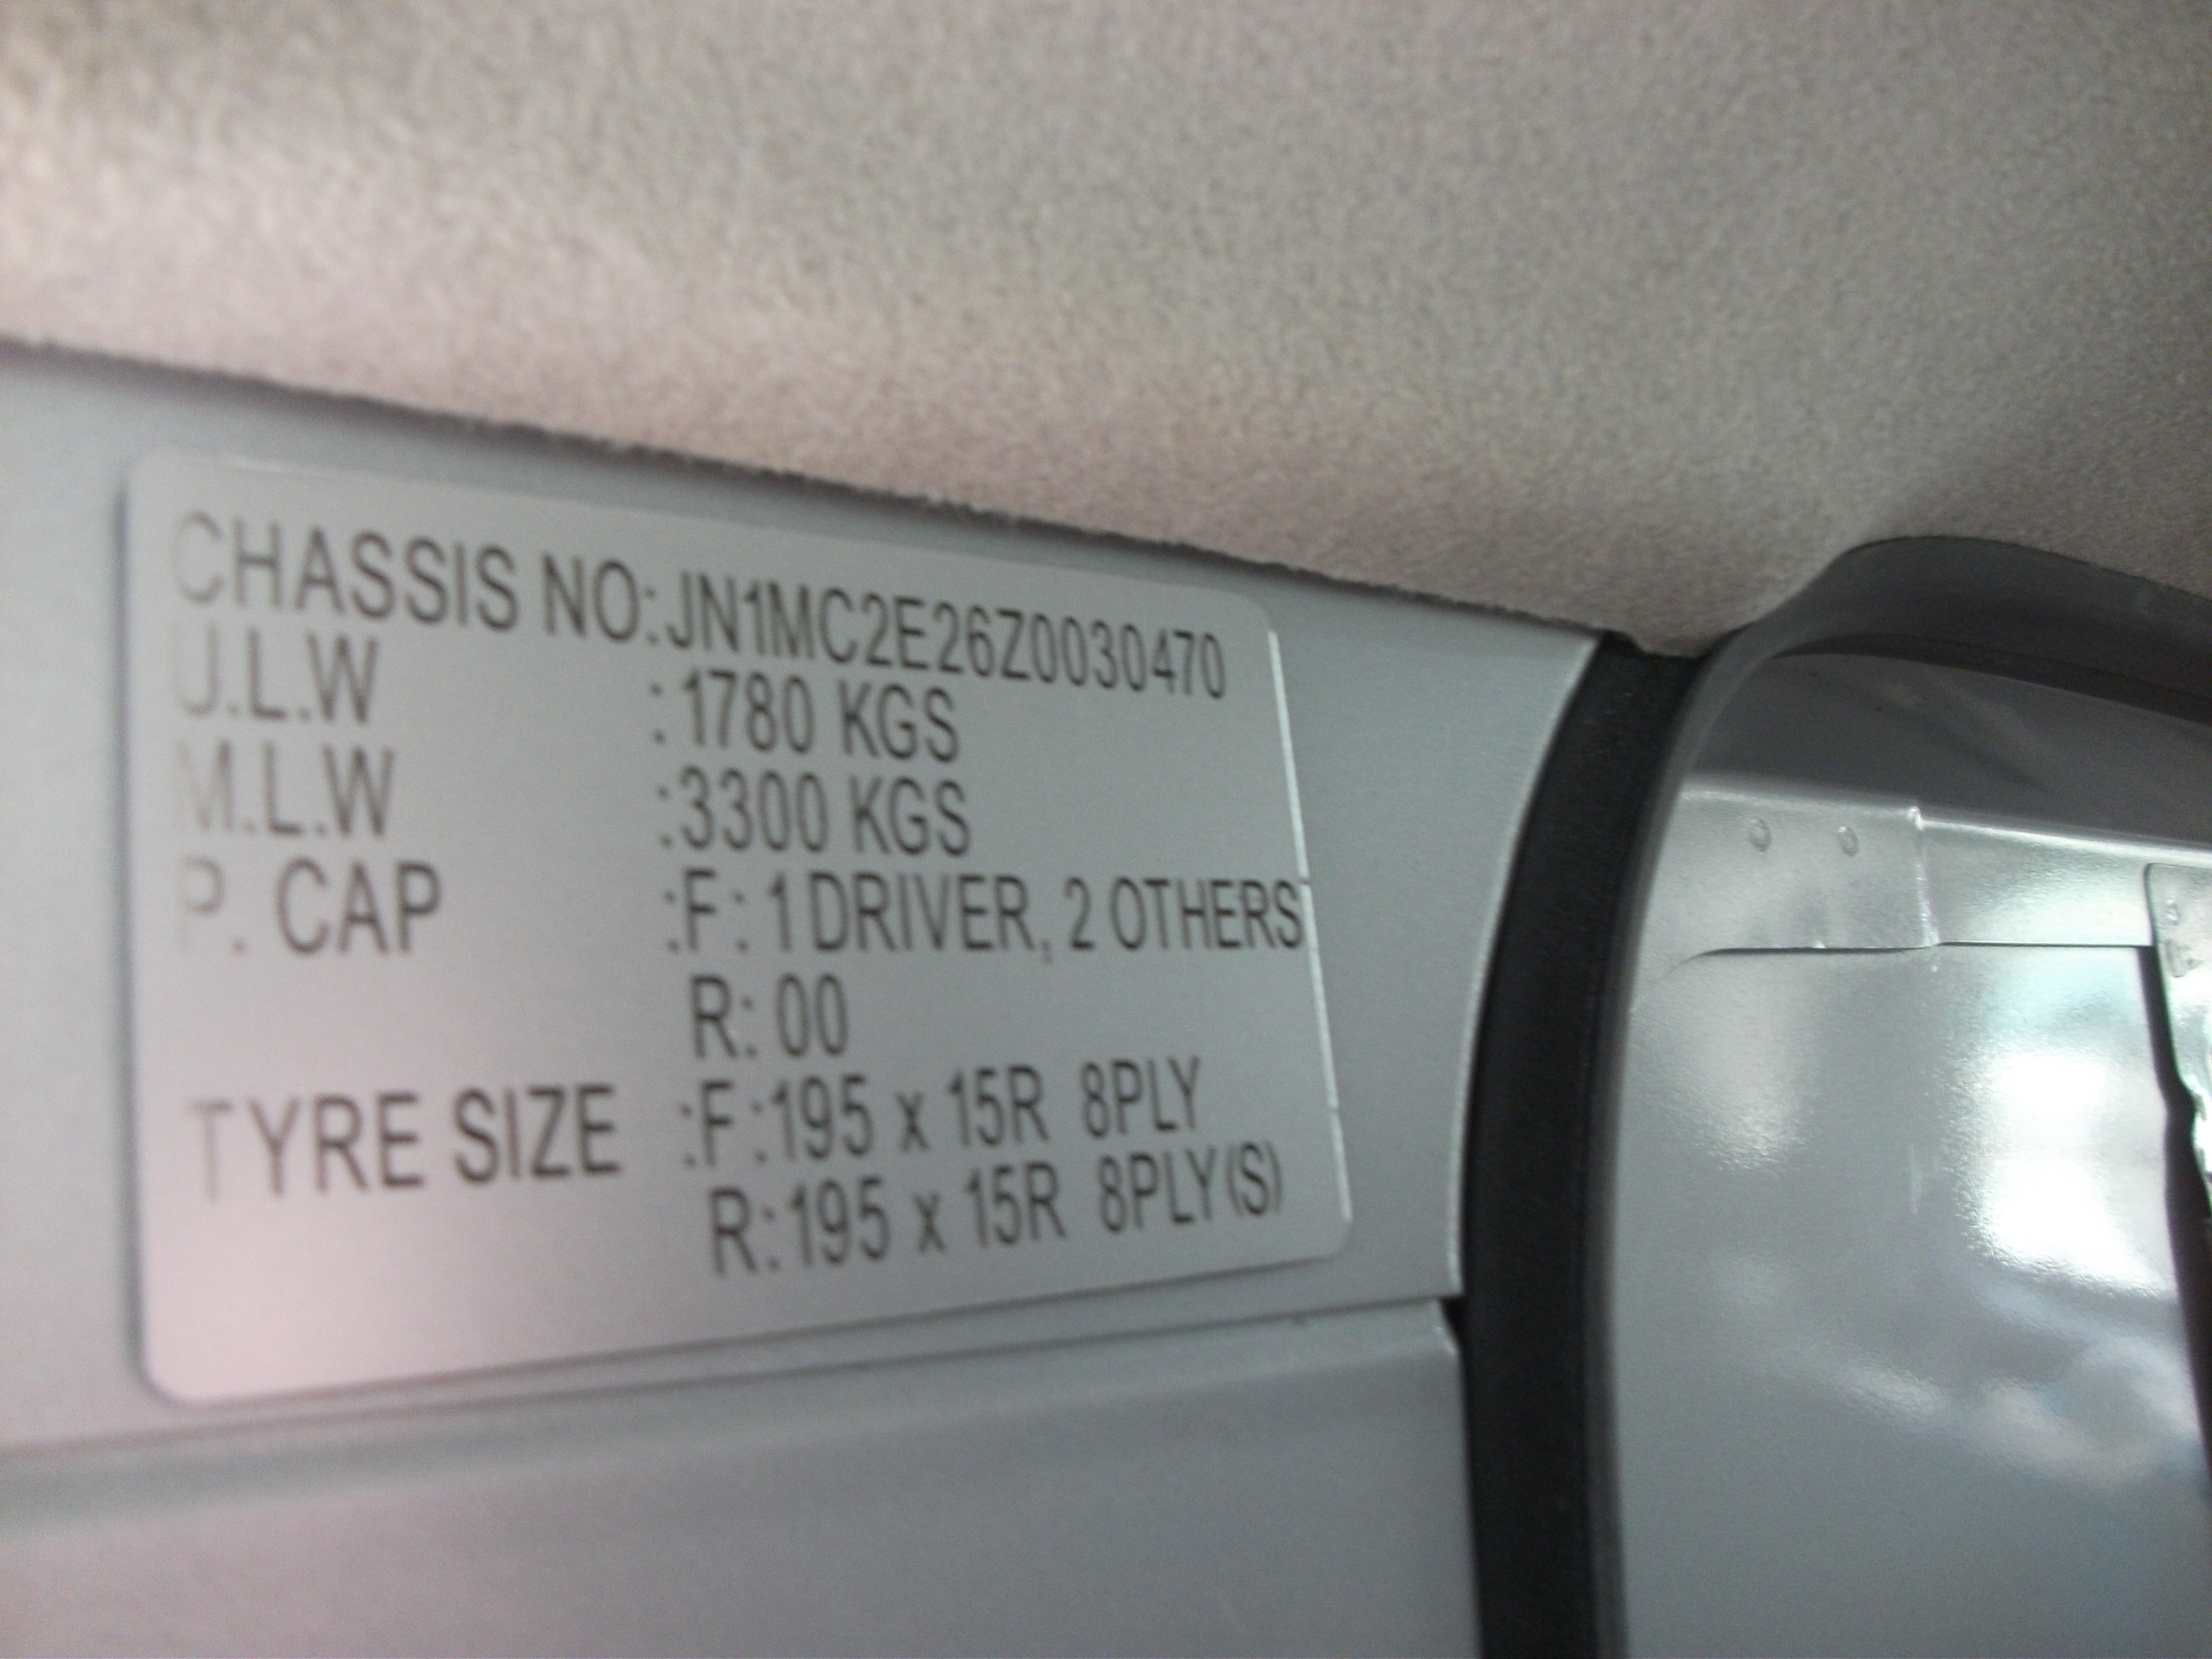 CHASSIS NO:JN1MC2E26Z0030470
U.L.W : 1780 KGS
M.L.W :3300 KGS
P. CAP :F: 1 DRIVER, 2 OTHERS
R: 00
TYRE SIZE :F:195 x 15R 8PLY
R:195 x 15R 8PLY(S)